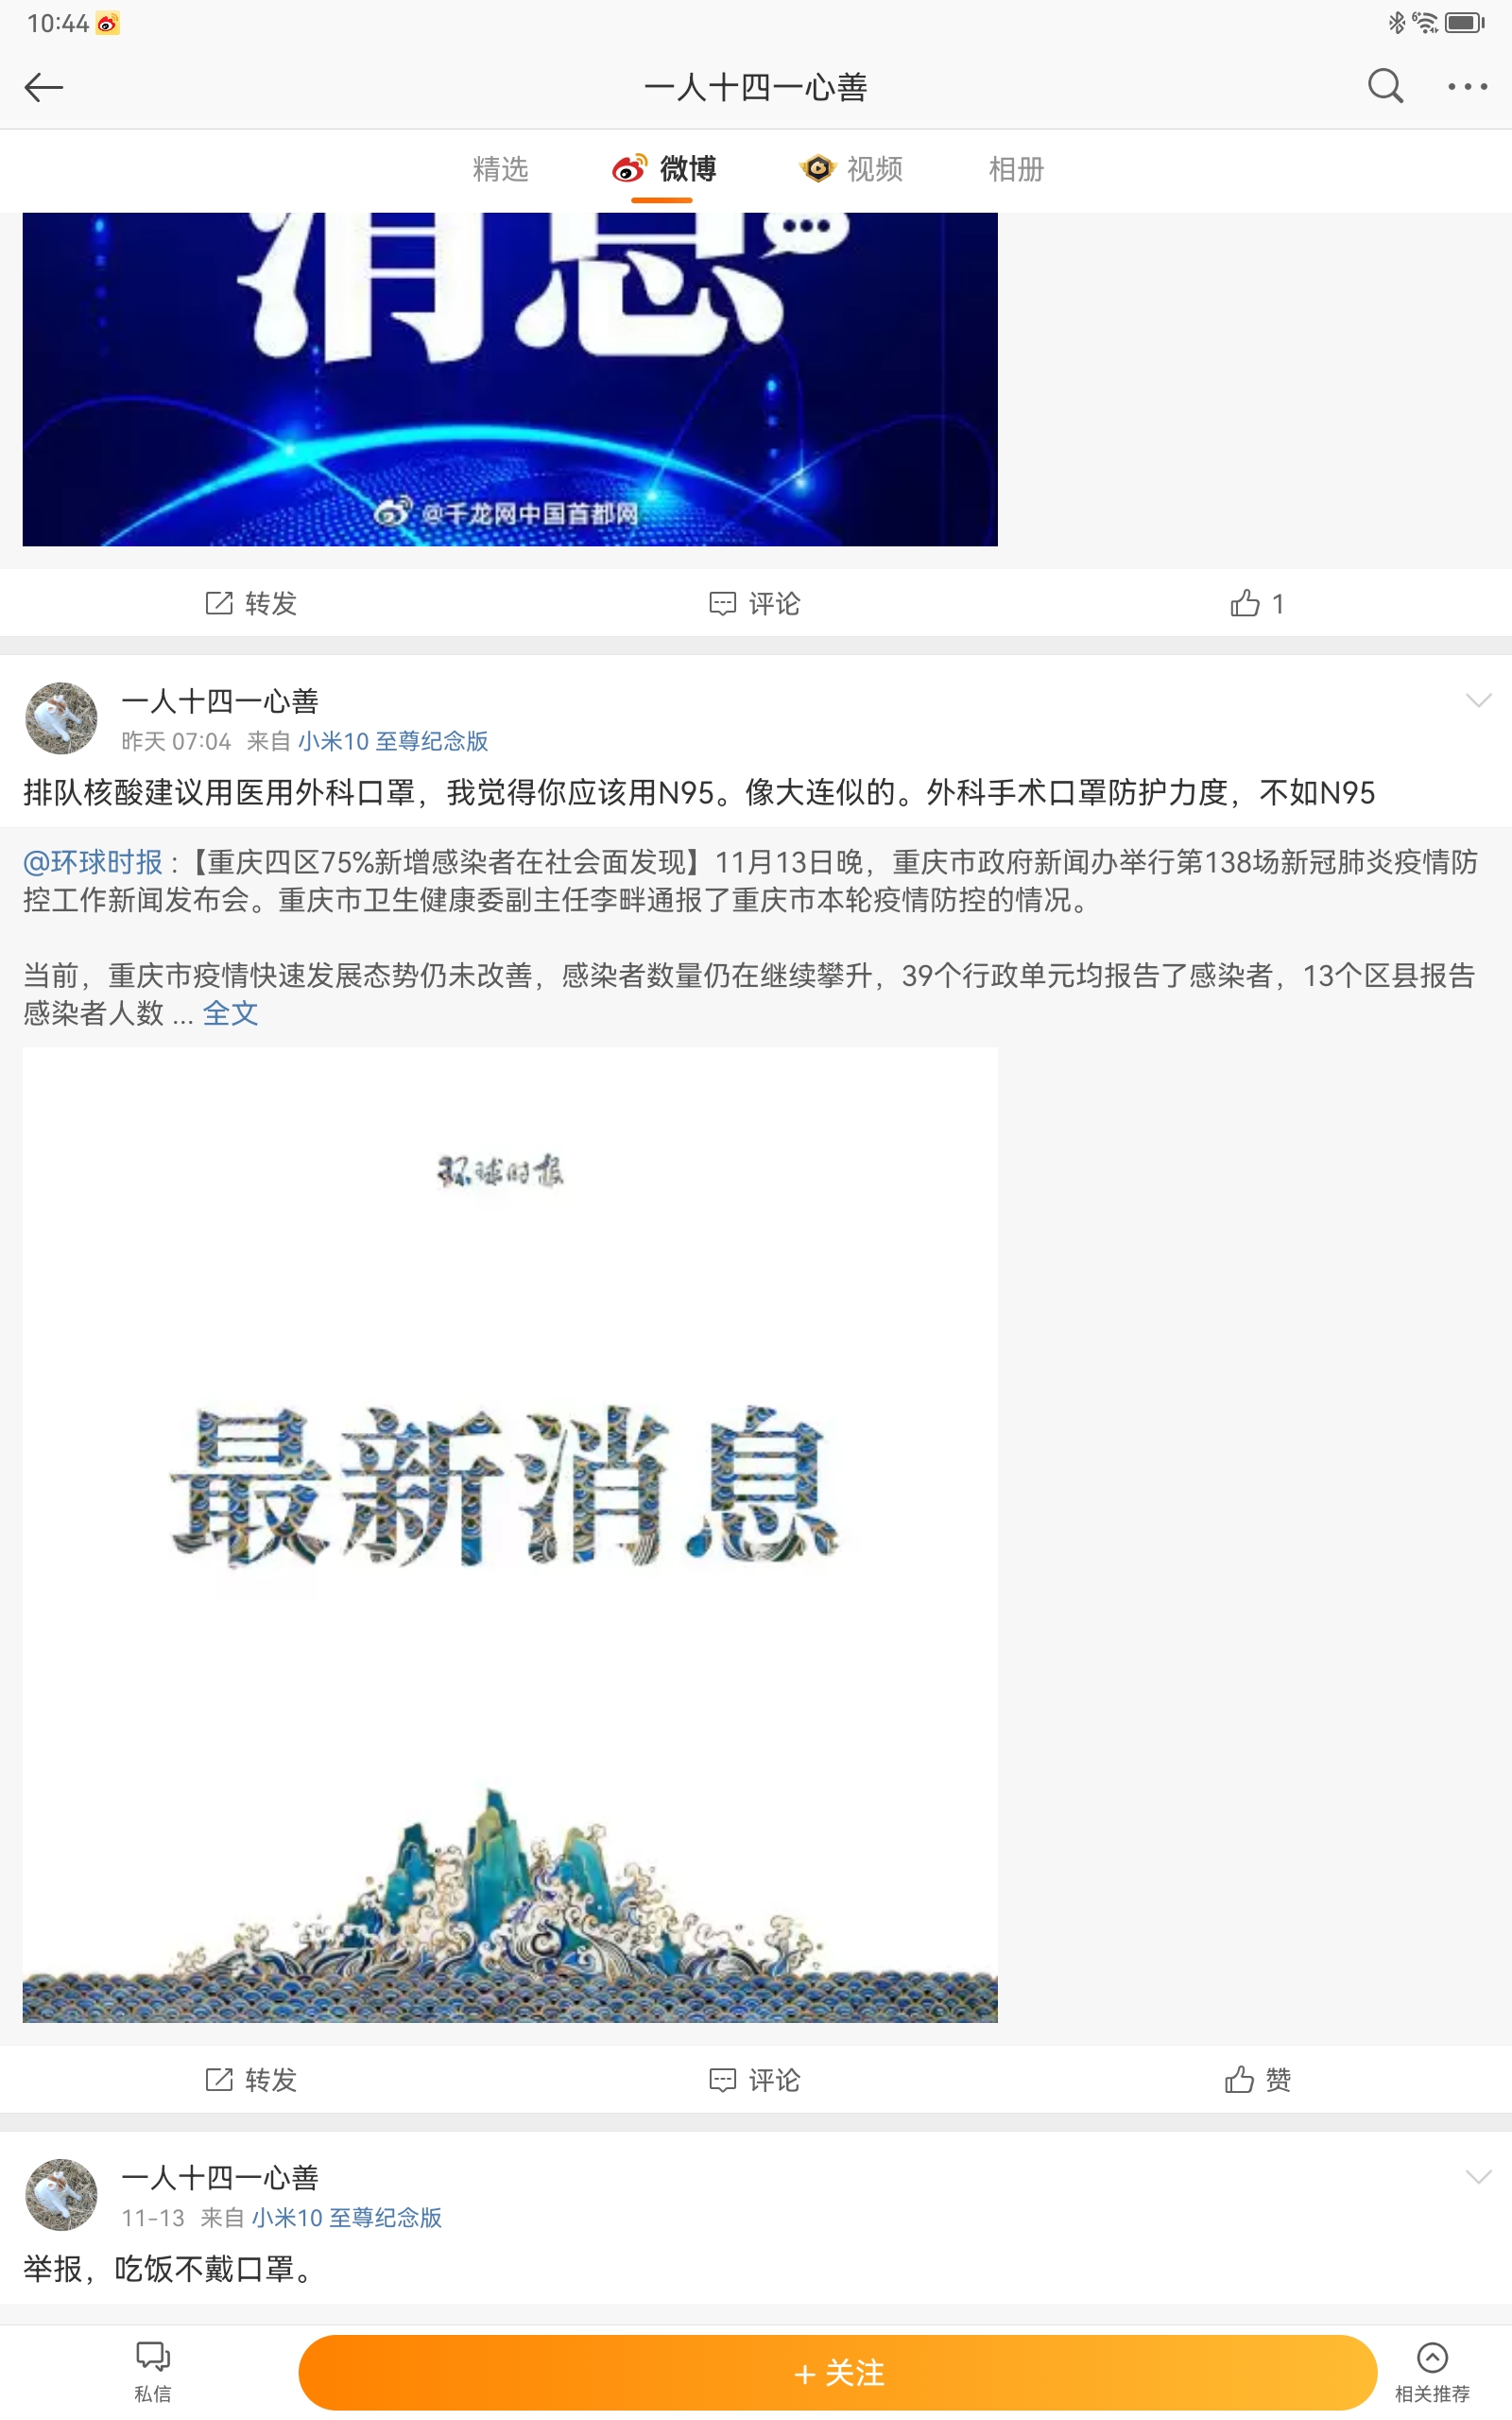 10:44
一人十四一心善
精选 微博 视频 相册
消息
@千龙网中国首都网
转发 评论 1
一人十四一心善
昨天 07:04 来自 小米10 至尊纪念版
排队核酸建议用医用外科口罩，我觉得你应该用N95。像大连似的。外科手术口罩防护力度，不如N95
@环球时报 :【重庆四区75%新增感染者在社会面发现】11月13日晚，重庆市政府新闻办举行第138场新冠肺炎疫情防
控工作新闻发布会。重庆市卫生健康委副主任李畔通报了重庆市本轮疫情防控的情况。
当前，重庆市疫情快速发展态势仍未改善，感染者数量仍在继续攀升，39个行政单元均报告了感染者，13个区县报告
感染者人数 ... 全文
环球时报
最新消息
转发 评论 赞
一人十四一心善
11-13 来自 小米10 至尊纪念版
举报，吃饭不戴口罩。
私信 +关注 相关推荐